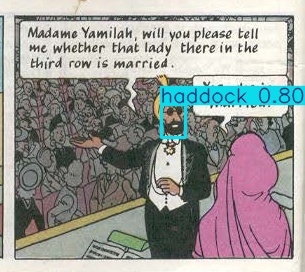 Madame Yamilah, will you please tell
me whether that lady there in the
third row is married.
haddock 0.80